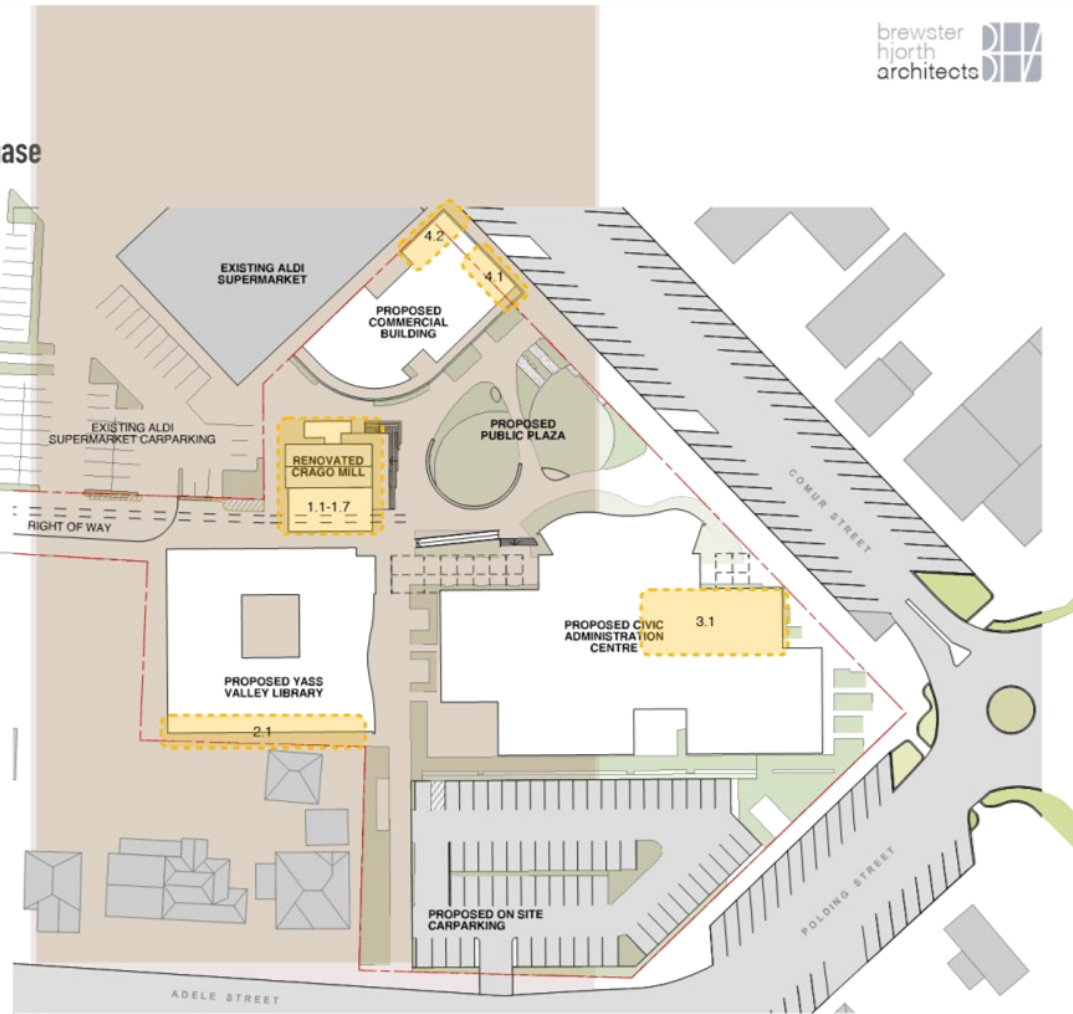 brewster
hjorth
architects
ase
4.2
4.1
EXISTING ALDI
SUPERMARKET
PROPOSED
COMMERCIAL
BUILDING
EXISTING ALDI
SUPERMARKET CARPARKING
PROPOSED
PUBLIC PLAZA
RENOVATED
CRAGO MILL
1.1-1.7
RIGHT OF WAY
COMUR STREET
PROPOSED CIVIC
ADMINISTRATION
CENTRE
3.1
PROPOSED YASS
VALLEY LIBRARY
2.1
PROPOSED ON SITE
CARPARKING
POLDING STREET
ADELE STREET